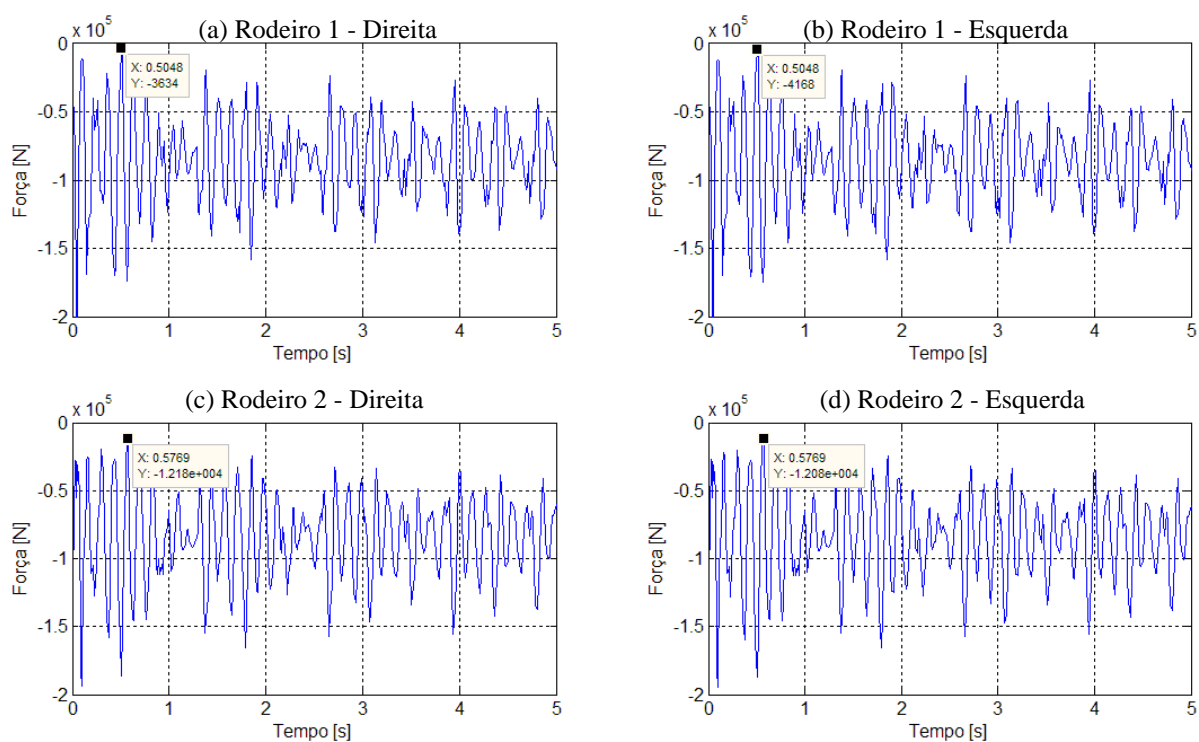 (a) Rodeiro 1 - Direita
x 10^5
0
-0.5
-1
-1.5
-2
Força [N]
X: 0.5048
Y: -3634
0 1 2 3 4 5
Tempo [s]
(b) Rodeiro 1 - Esquerda
x 10^5
0
-0.5
-1
-1.5
-2
Força [N]
X: 0.5048
Y: -4168
0 1 2 3 4 5
Tempo [s]
(c) Rodeiro 2 - Direita
x 10^5
0
-0.5
-1
-1.5
-2
Força [N]
X: 0.5769
Y: -1.218e+004
0 1 2 3 4 5
Tempo [s]
(d) Rodeiro 2 - Esquerda
x 10^5
0
-0.5
-1
-1.5
-2
Força [N]
X: 0.5769
Y: -1.208e+004
0 1 2 3 4 5
Tempo [s]